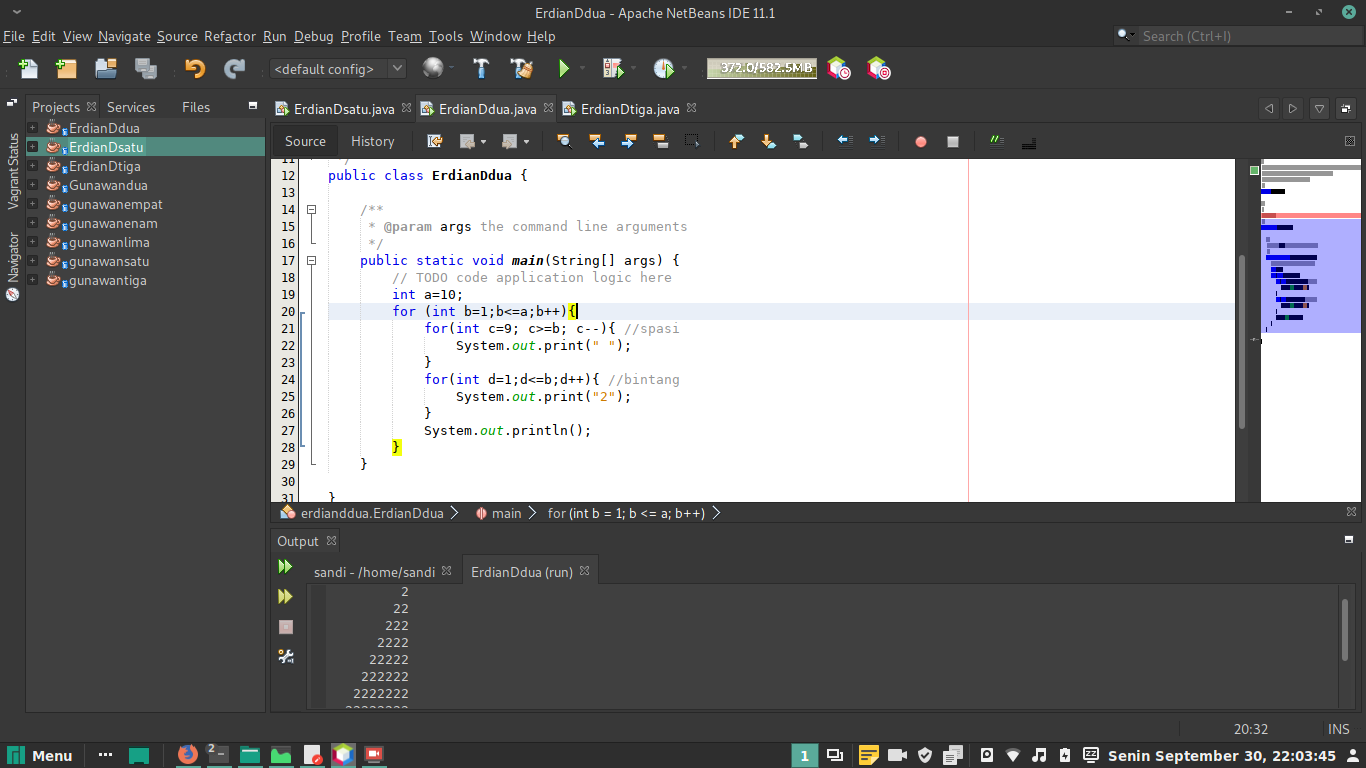 ErdianDdua - Apache NetBeans IDE 11.1
File Edit View Navigate Source Refactor Run Debug Profile Team Tools Window Help
Search (Ctrl+I)
<default config>
372.0/582.5MB
Projects Services Files
ErdianDsatu.java ErdianDdua.java ErdianDtiga.java
Vagrant Status
Navigator
ErdianDdua
ErdianDsatu
ErdianDtiga
Gunawandua
gunawanempat
gunawanenam
gunawanlima
gunawansatu
gunawantiga
Source History
11 */
12 public class ErdianDdua {
13
14 /**
15 * @param args the command line arguments
16 */
17 public static void main(String[] args) {
18 // TODO code application logic here
19 int a=10;
20 for (int b=1;b<=a;b++){
21 for(int c=9; c>=b; c--){ //spasi
22 System.out.print(" ");
23 }
24 for(int d=1;d<=b;d++){ //bintang
25 System.out.print("2");
26 }
27 System.out.println();
28 }
29 }
30
31 }
erdianddua.ErdianDdua main for (int b = 1; b <= a; b++)
Output
sandi - /home/sandi ErdianDdua (run)
2
22
222
2222
22222
222222
2222222
22222222
20:32 INS
Menu 2 1 Senin September 30, 22:03:45